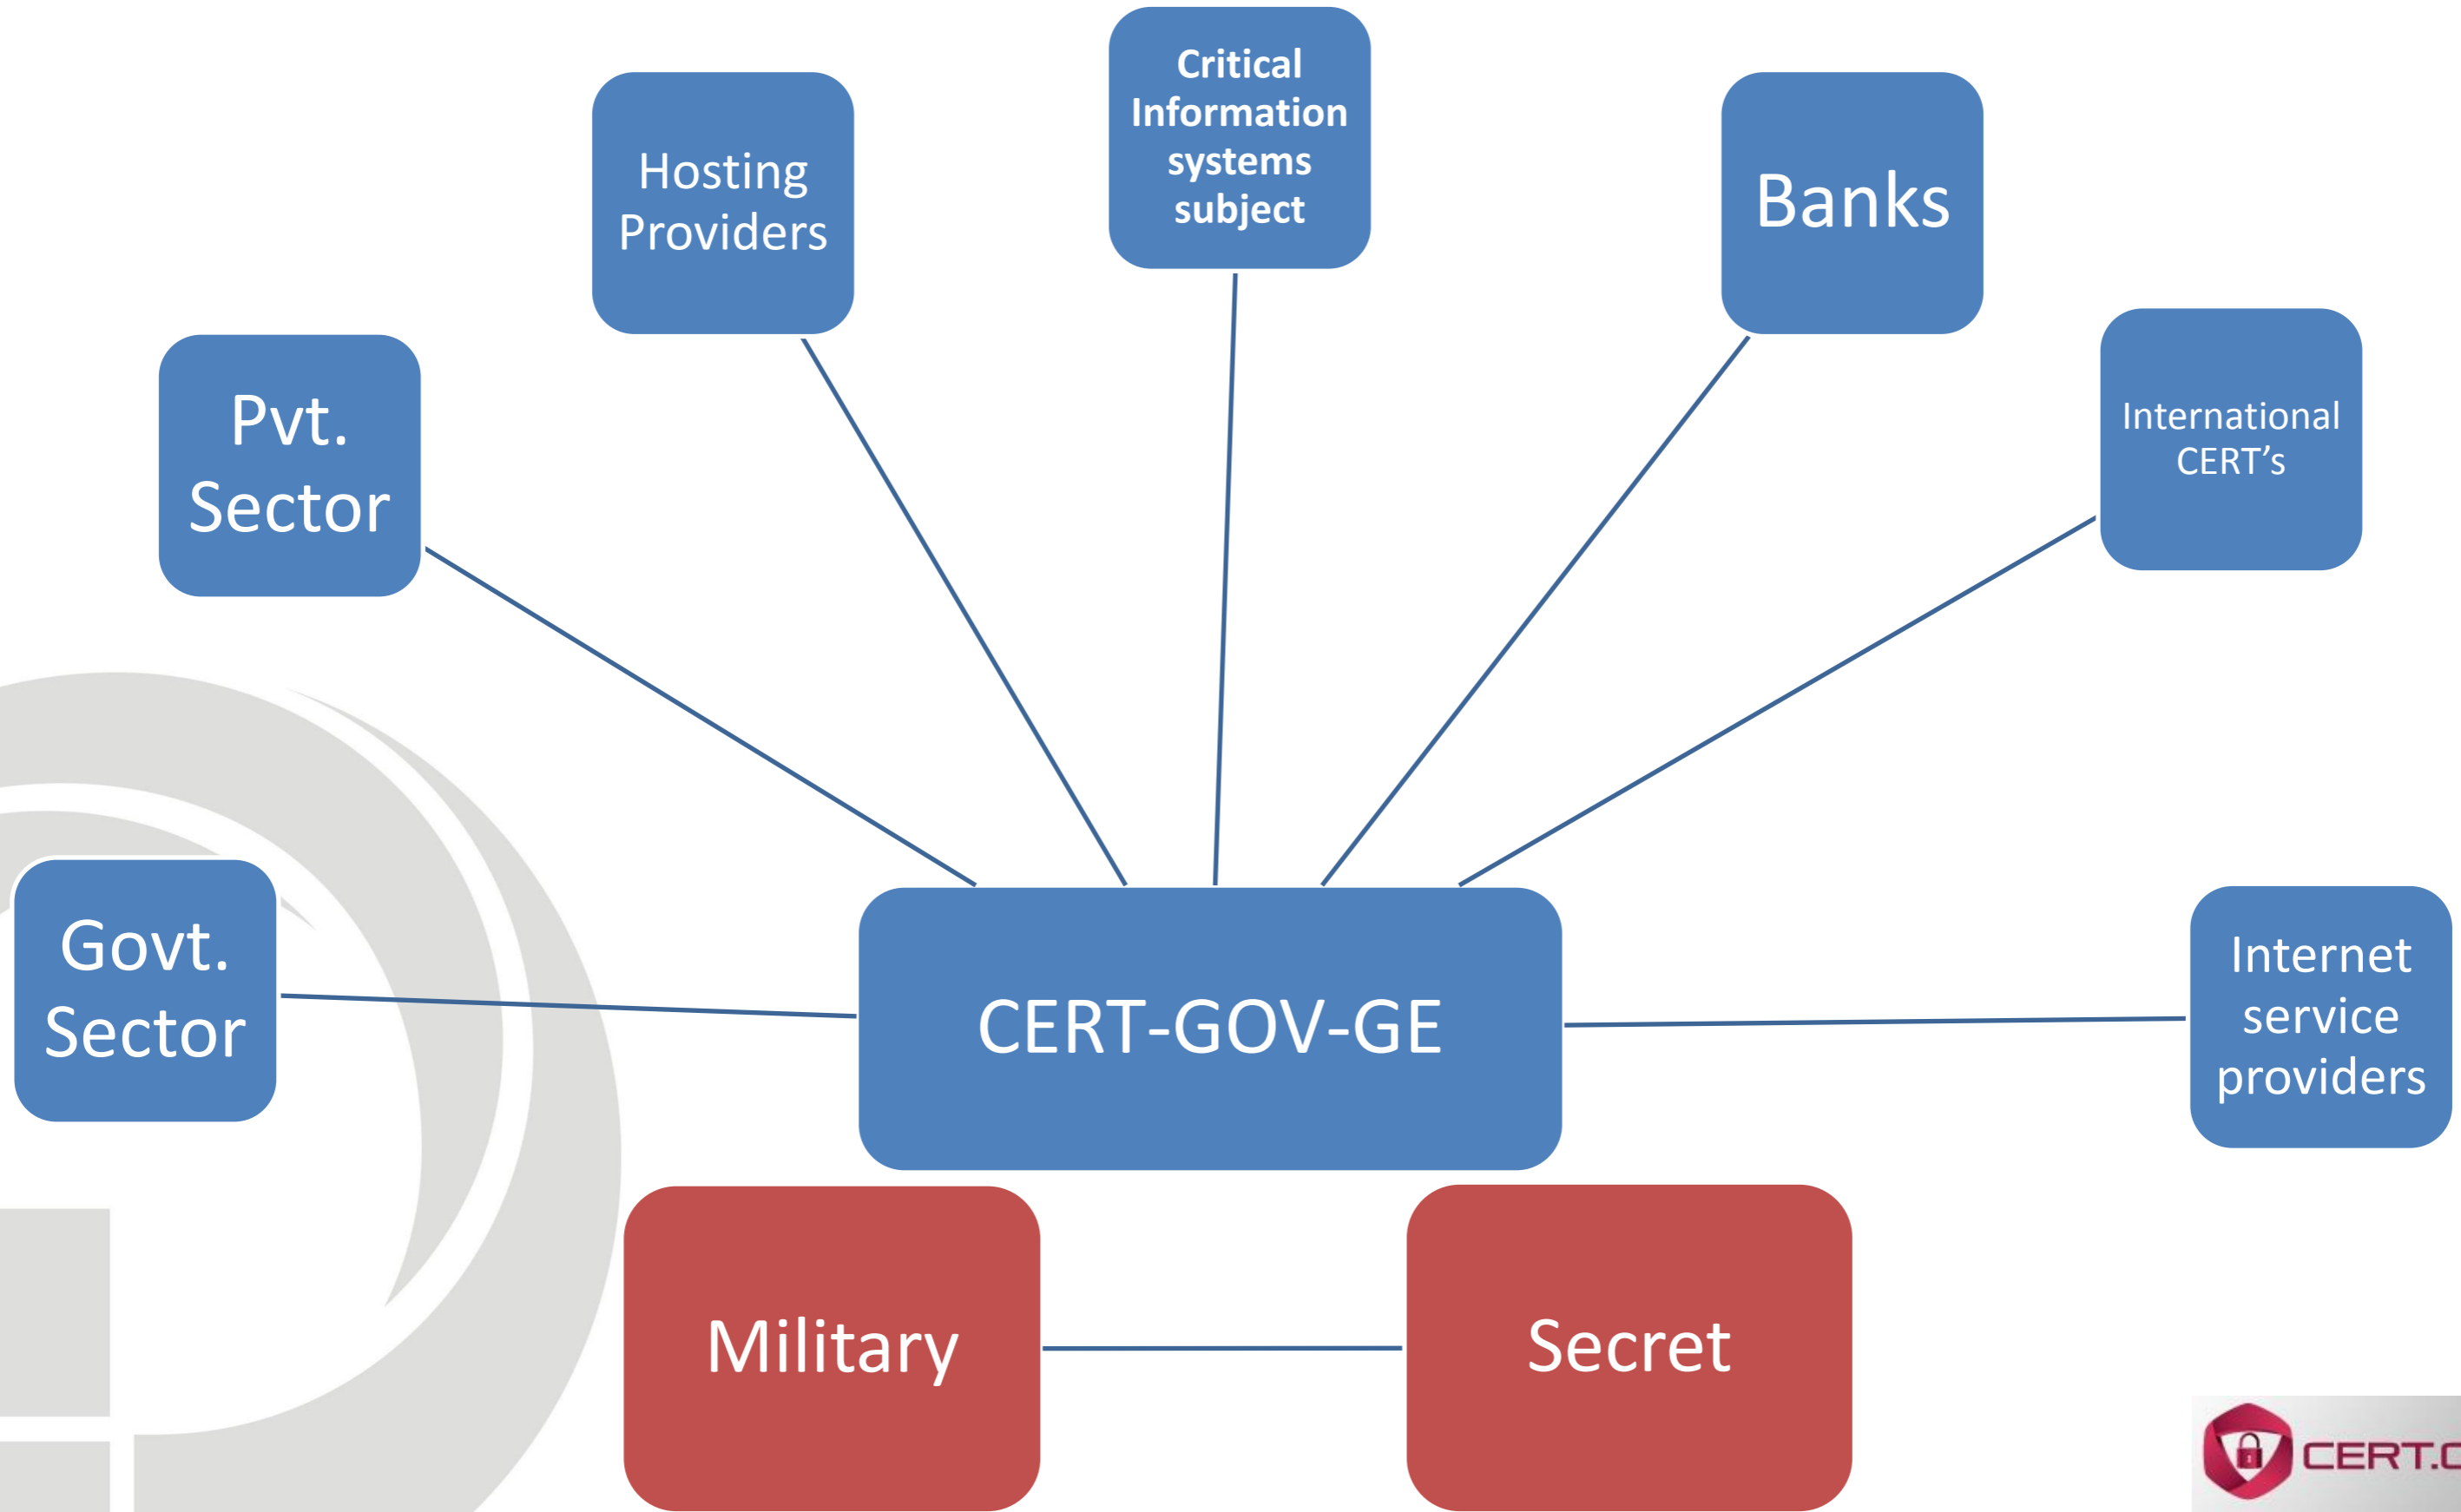 Critical
Information
systems
subject
Hosting
Providers
Banks
International
CERT’s
Pvt.
Sector
Govt.
Sector
CERT-GOV-GE
Internet
service
providers
Military
Secret
CERT.